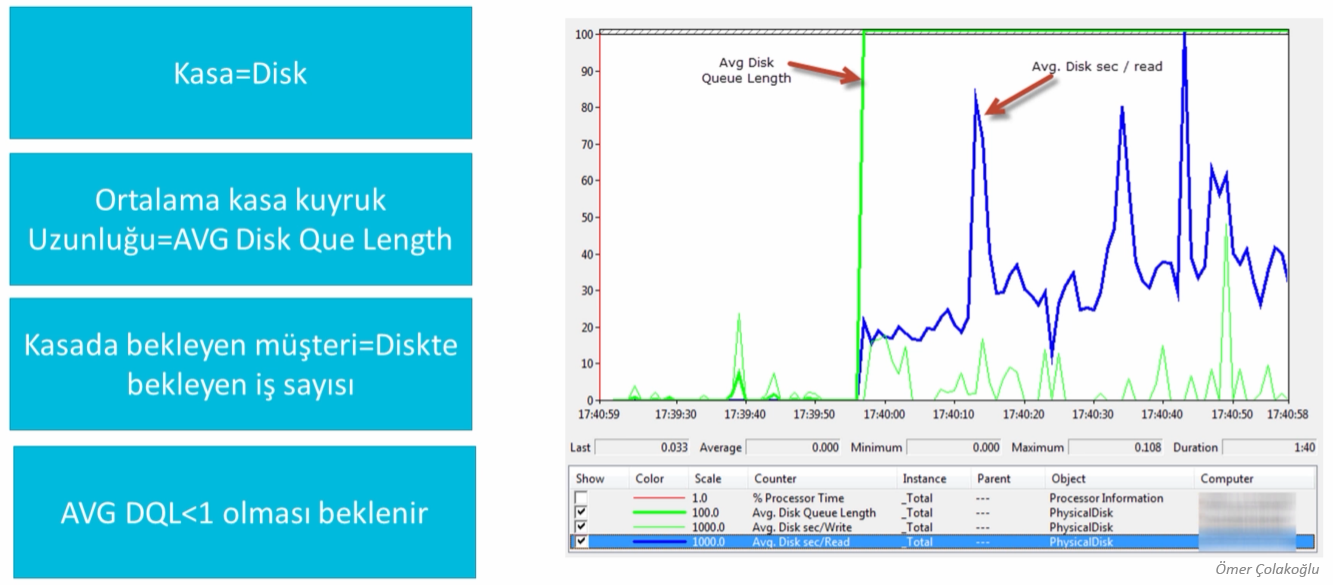 Kasa=Disk
Ortalama kasa kuyruk
Uzunluğu=AVG Disk Que Length
Kasada bekleyen müşteri=Diskte
bekleyen iş sayısı
AVG DQL<1 olması beklenir
100
90
80
70
60
50
40
30
20
10
0
Avg Disk
Queue Length
Avg. Disk sec / read
17:40:59 17:39:30 17:39:40 17:39:50 17:40:00 17:40:10 17:40:20 17:40:30 17:40:40 17:40:50 17:40:58
Last 0.033 Average 0.000 Minimum 0.000 Maximum 0.108 Duration 1:40
Show Color Scale Counter Instance Parent Object Computer
1.0 % Processor Time _Total --- Processor Information
100.0 Avg. Disk Queue Length _Total --- PhysicalDisk
1000.0 Avg. Disk sec/Write _Total --- PhysicalDisk
1000.0 Avg. Disk sec/Read _Total --- PhysicalDisk
Ömer Çolakoğlu